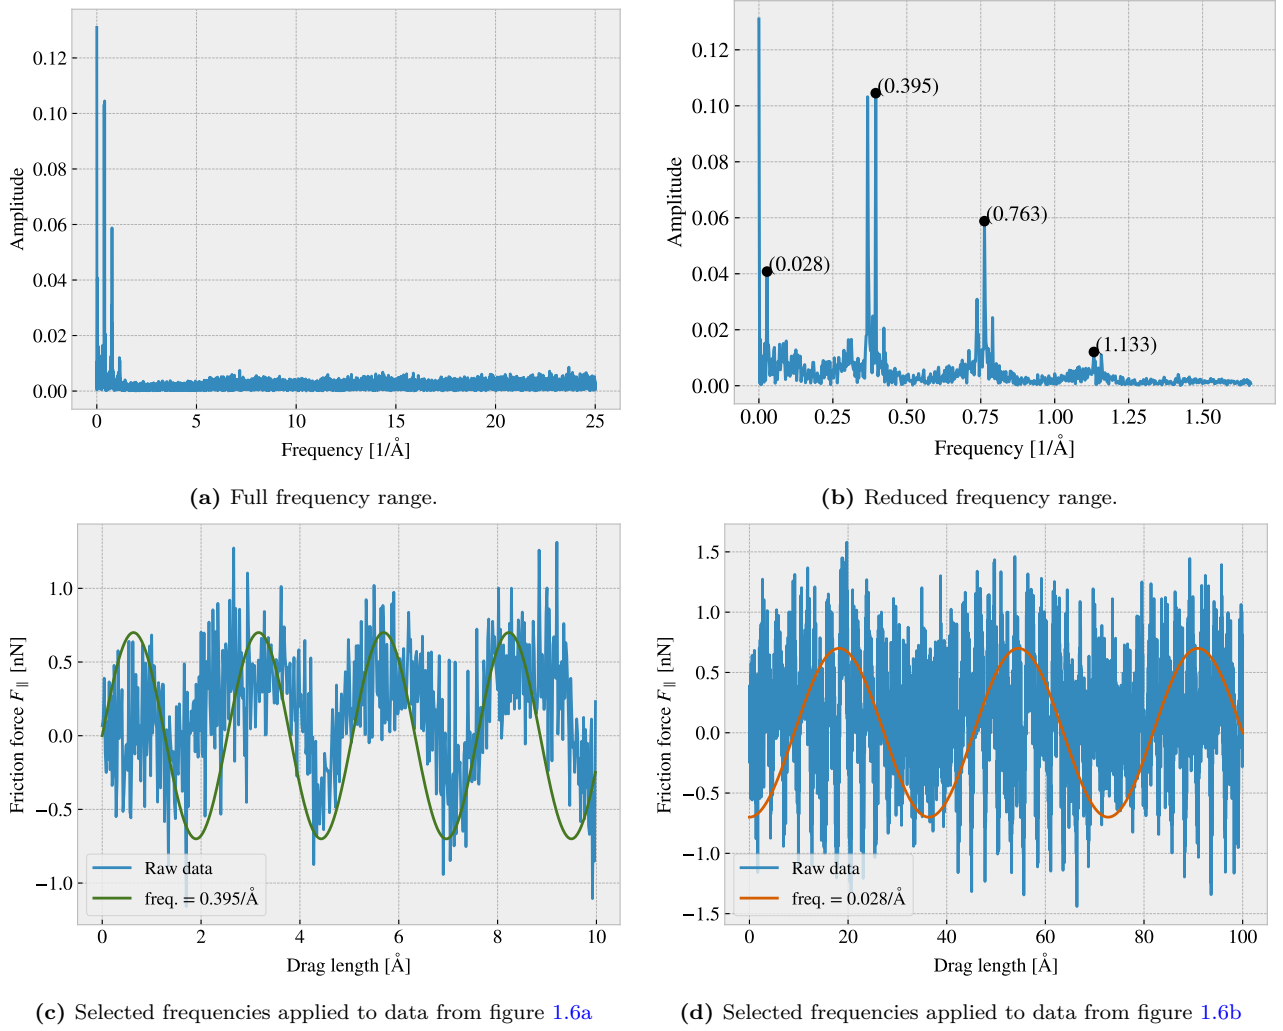 0.12
0.10
0.08
0.06
0.04
0.02
0.00
Amplitude
0 5 10 15 20 25
Frequency [1/Å]
(a) Full frequency range.
0.12
0.10
0.08
0.06
0.04
0.02
0.00
Amplitude
(0.395)
(0.763)
(0.028)
(1.133)
0.00 0.25 0.50 0.75 1.00 1.25 1.50
Frequency [1/Å]
(b) Reduced frequency range.
1.0
0.5
0.0
−0.5
−1.0
Friction force F∥ [nN]
Raw data
freq. = 0.395/Å
0 2 4 6 8 10
Drag length [Å]
(c) Selected frequencies applied to data from figure 1.6a
1.5
1.0
0.5
0.0
−0.5
−1.0
−1.5
Friction force F∥ [nN]
Raw data
freq. = 0.028/Å
0 20 40 60 80 100
Drag length [Å]
(d) Selected frequencies applied to data from figure 1.6b